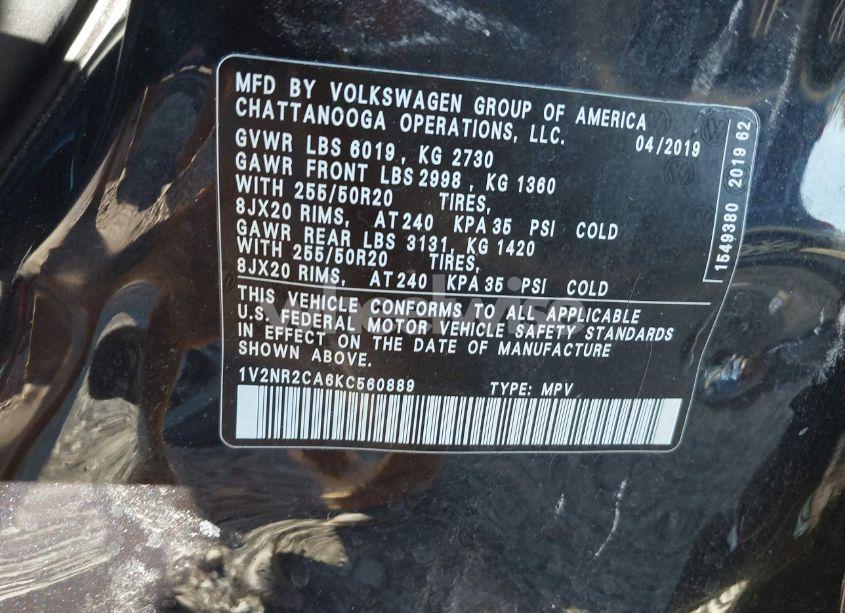 MFD BY VOLKSWAGEN GROUP OF AMERICA
CHATTANOOGA OPERATIONS, LLC.
04/2019
GVWR LBS 6019, KG 2730
GAWR FRONT LBS 2998, KG 1360
WITH 255/50R20 TIRES,
8JX20 RIMS, AT 240 KPA 35 PSI COLD
GAWR REAR LBS 3131, KG 1420
WITH 255/50R20 TIRES,
8JX20 RIMS, AT 240 KPA 35 PSI COLD
THIS VEHICLE CONFORMS TO ALL APPLICABLE
U.S. FEDERAL MOTOR VEHICLE SAFETY STANDARDS
IN EFFECT ON THE DATE OF MANUFACTURE
SHOWN ABOVE.
1V2NR2CA6KC560889 TYPE: MPV
1549380 2019 62